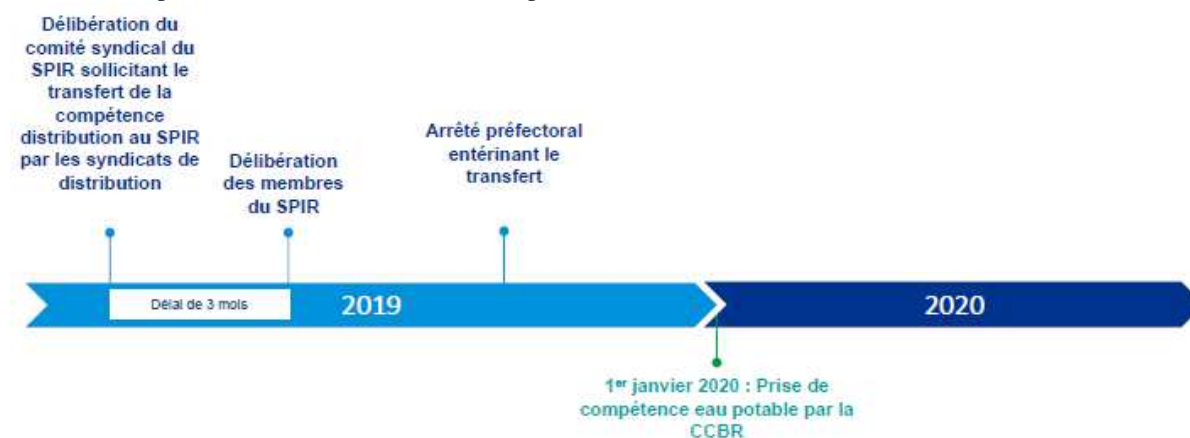 Délibération du
comité syndical du
SPIR sollicitant le
transfert de la
compétence
distribution au SPIR
par les syndicats de
distribution
Délibération
des membres
du SPIR
Arrêté préfectoral
entérinant le
transfert
Délai de 3 mois
2019
2020
1er janvier 2020 : Prise de
compétence eau potable par la
CCBR